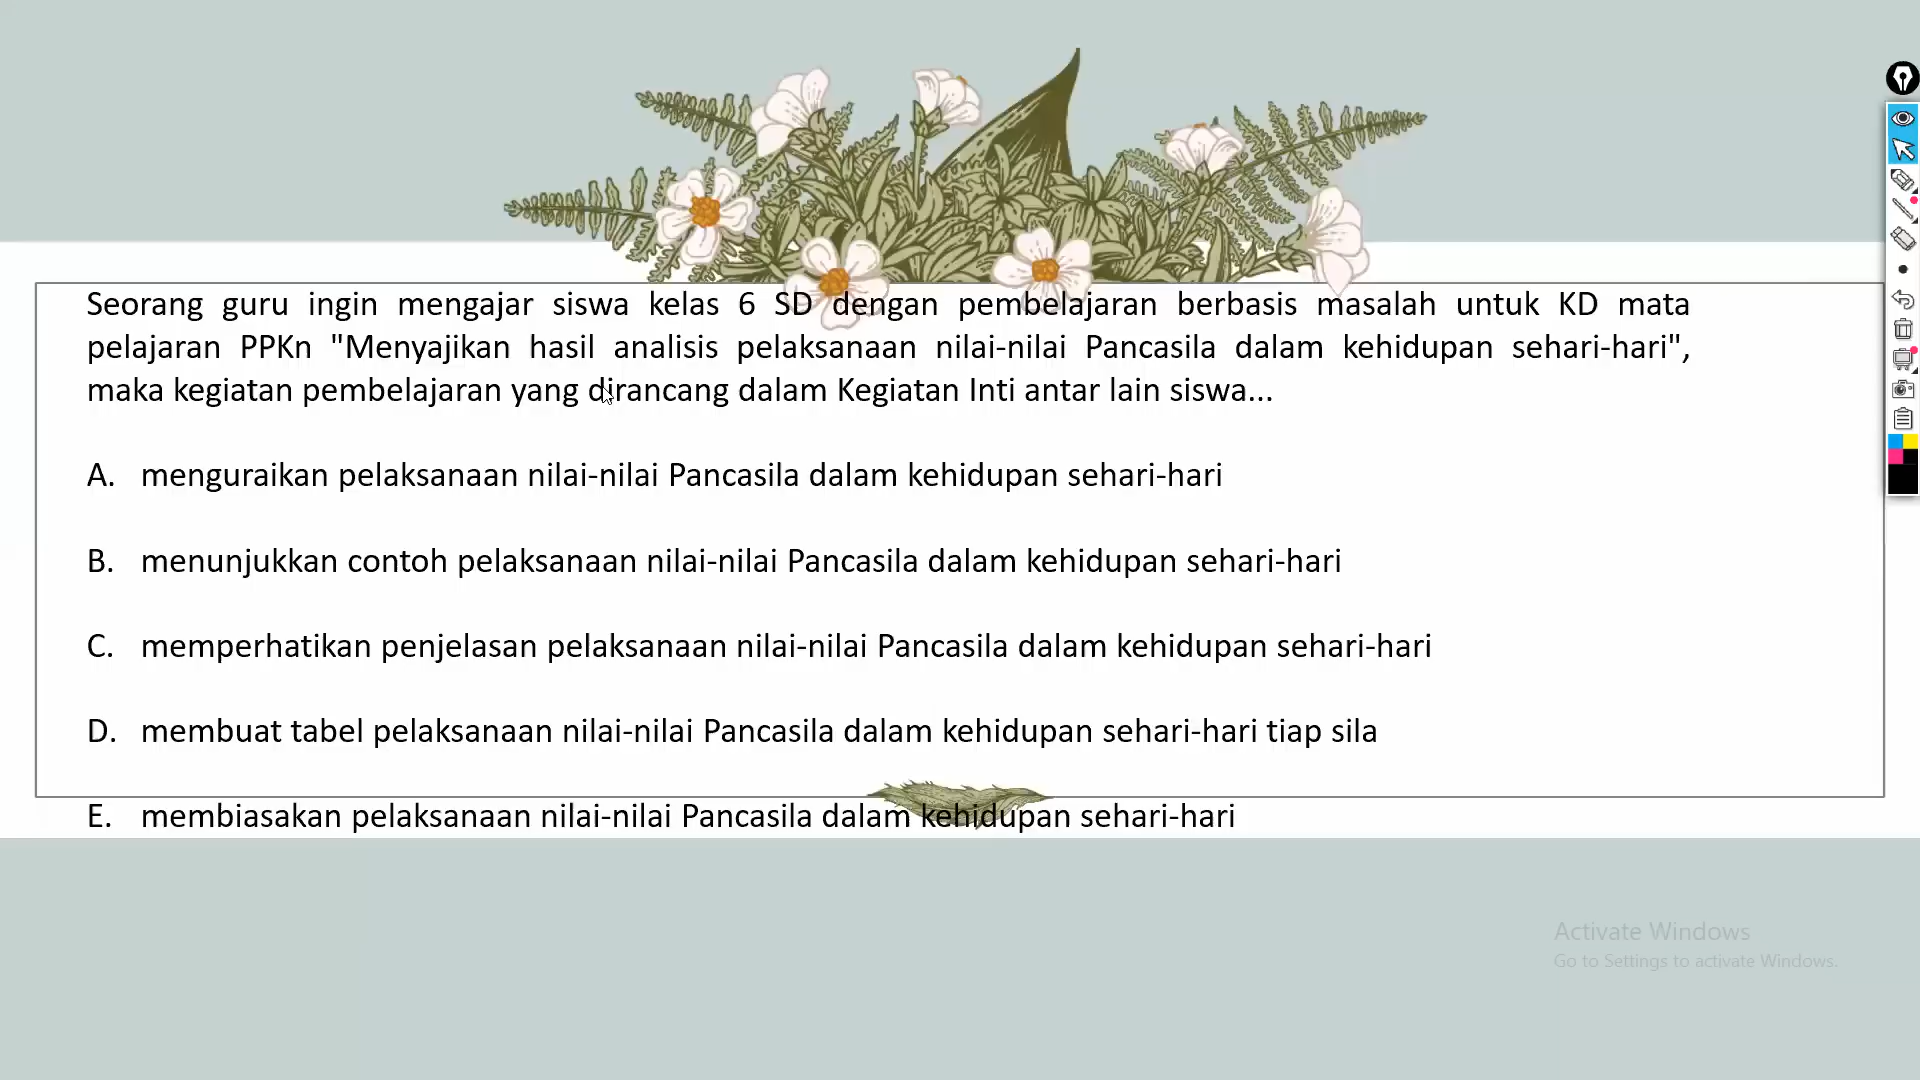 Seorang guru ingin mengajar siswa kelas 6 SD dengan pembelajaran berbasis masalah untuk KD mata
pelajaran PPKn "Menyajikan hasil analisis pelaksanaan nilai-nilai Pancasila dalam kehidupan sehari-hari",
maka kegiatan pembelajaran yang dirancang dalam Kegiatan Inti antar lain siswa...
A. menguraikan pelaksanaan nilai-nilai Pancasila dalam kehidupan sehari-hari
B. menunjukkan contoh pelaksanaan nilai-nilai Pancasila dalam kehidupan sehari-hari
C. memperhatikan penjelasan pelaksanaan nilai-nilai Pancasila dalam kehidupan sehari-hari
D. membuat tabel pelaksanaan nilai-nilai Pancasila dalam kehidupan sehari-hari tiap sila
E. membiasakan pelaksanaan nilai-nilai Pancasila dalam kehidupan sehari-hari
Activate Windows
Go to Settings to activate Windows.